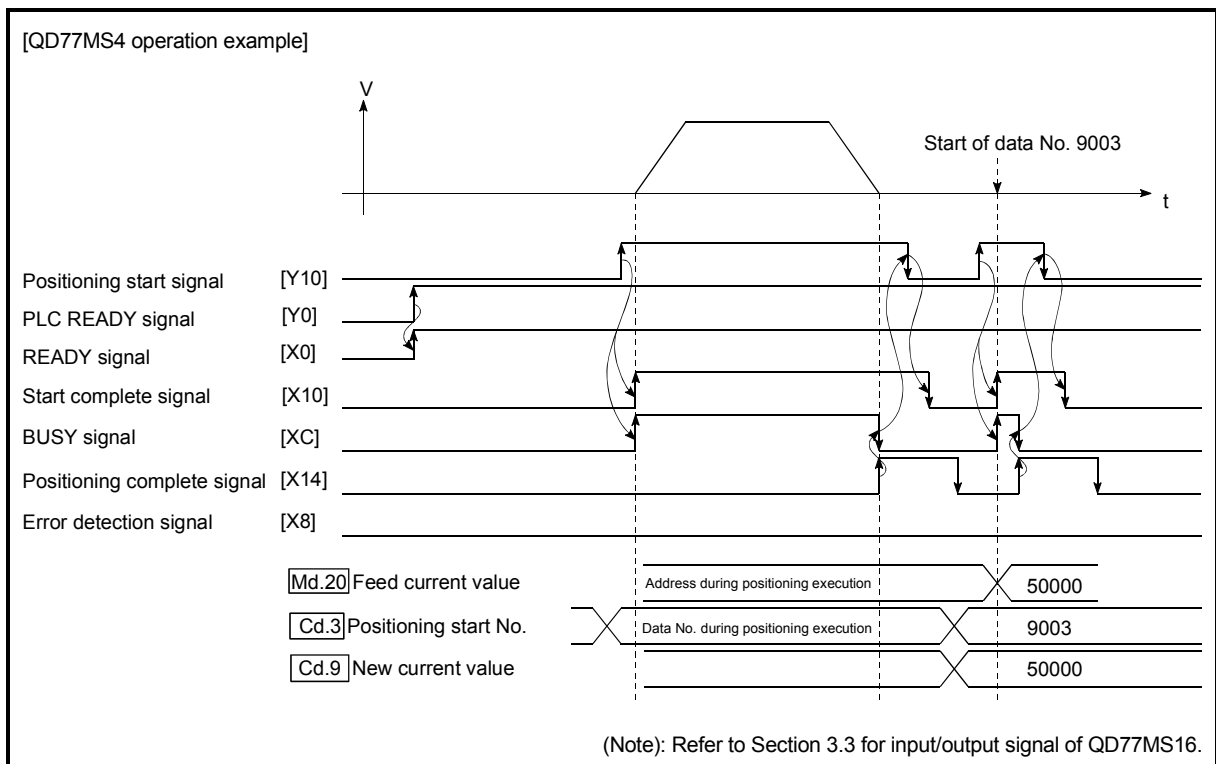 [QD77MS4 operation example]
V
Start of data No. 9003
t
Positioning start signal [Y10]
PLC READY signal [Y0]
READY signal [X0]
Start complete signal [X10]
BUSY signal [XC]
Positioning complete signal [X14]
Error detection signal [X8]
Md.20 Feed current value Address during positioning execution 50000
Cd.3 Positioning start No. Data No. during positioning execution 9003
Cd.9 New current value 50000
(Note): Refer to Section 3.3 for input/output signal of QD77MS16.